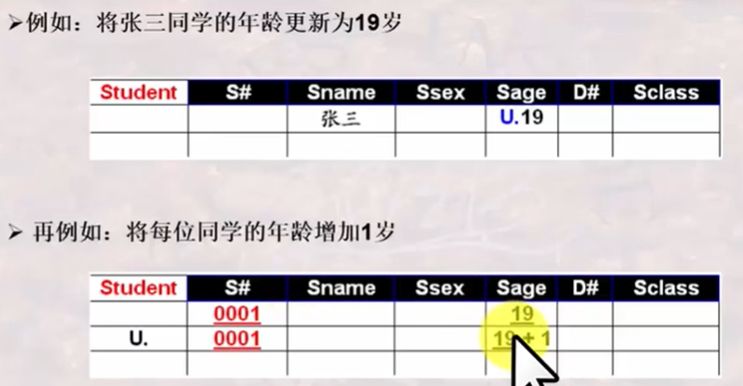 ➢例如：将张三同学的年龄更新为19岁
Student S# Sname Ssex Sage D# Sclass
张三 U.19
➢ 再例如：将每位同学的年龄增加1岁
Student S# Sname Ssex Sage D# Sclass
0001 19
U. 0001 19 + 1